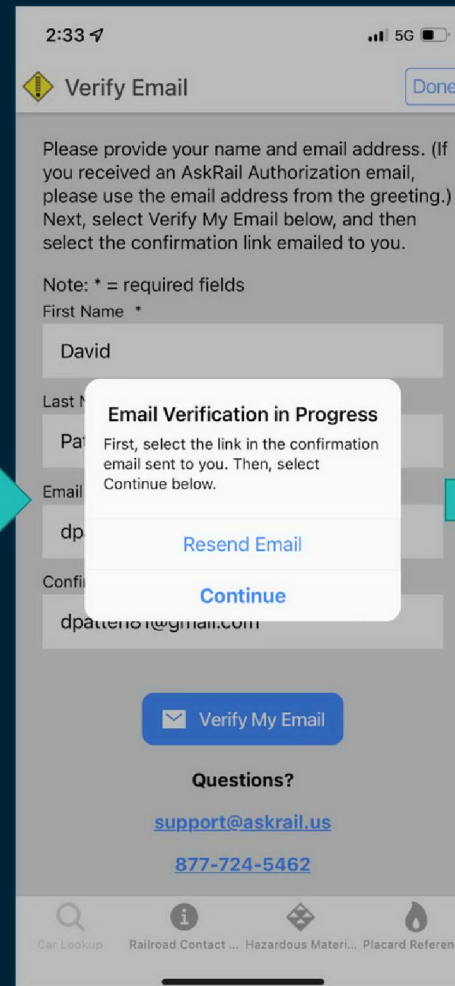 2:33
5G
Verify Email
Done
Please provide your name and email address. (If
you received an AskRail Authorization email,
please use the email address from the greeting.)
Next, select Verify My Email below, and then
select the confirmation link emailed to you.
Note: * = required fields
First Name *
David
Last
Email Verification in Progress
First, select the link in the confirmation
email sent to you. Then, select
Continue below.
Email
Resend Email
Continue
Verify My Email
Questions?
support@askrail.us
877-724-5462
Car Lookup
Railroad Contact ...
Hazardous Materi...
Placard Referen